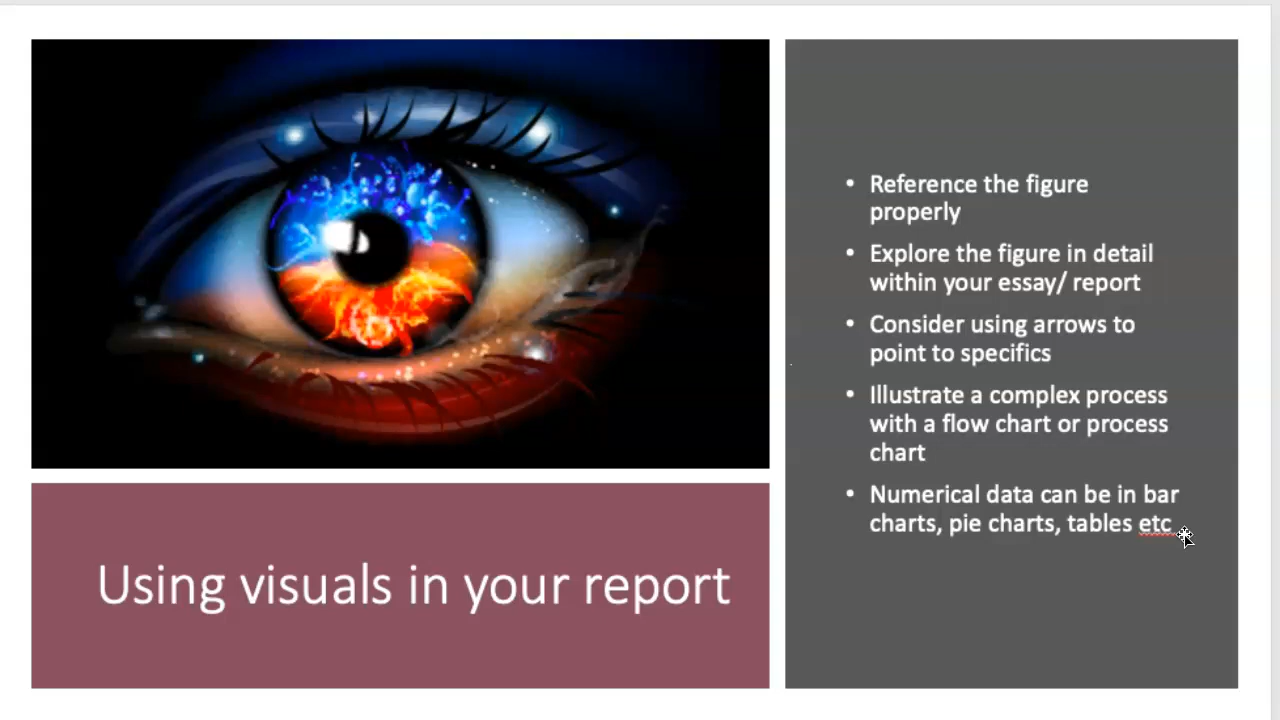 Using visuals in your report
• Reference the figure
properly
• Explore the figure in detail
within your essay/ report
• Consider using arrows to
point to specifics
• Illustrate a complex process
with a flow chart or process
chart
• Numerical data can be in bar
charts, pie charts, tables etc